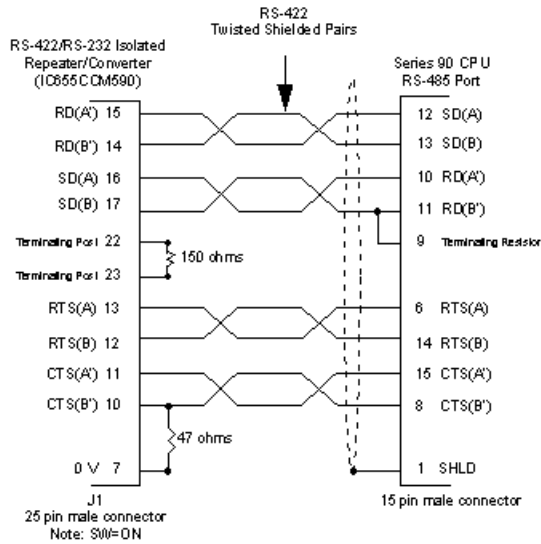 RS-422
Twisted Shielded Pairs
RS-422/RS-232 Isolated
Repeater/Converter
(IC655CCM590)
Series 90 CPU
RS-485 Port
RD(A') 15
12 SD(A)
RD(B') 14
13 SD(B)
SD(A) 16
10 RD(A')
SD(B) 17
11 RD(B')
Terminating Post 22
9 Terminating Resistor
150 ohms
Terminating Post 23
RTS(A) 13
6 RTS(A)
RTS(B) 12
14 RTS(B)
CTS(A') 11
15 CTS(A')
CTS(B') 10
8 CTS(B')
47 ohms
0 V 7
1 SHLD
J1
25 pin male connector
15 pin male connector
Note: SW=ON